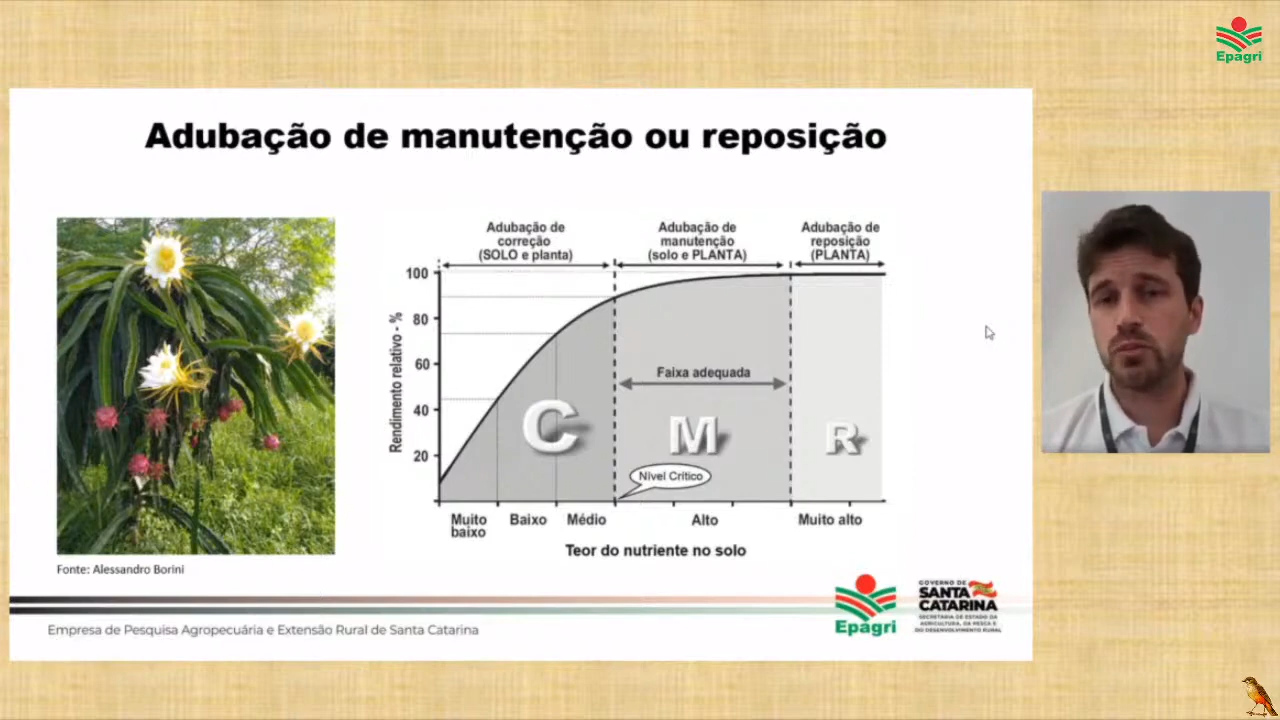 Epagri
Adubação de manutenção ou reposição
Adubação de
correção
(SOLO e planta)
Adubação de
manutenção
(solo e PLANTA)
Adubação de
reposição
(PLANTA)
Rendimento relativo - %
100
80
60
40
20
Faixa adequada
C
M
R
Nível Crítico
Muito
baixo
Baixo
Médio
Alto
Muito alto
Teor do nutriente no solo
Fonte: Alessandro Borini
Epagri
GOVERNO DE
SANTA
CATARINA
SECRETARIA DE ESTADO DA
AGRICULTURA, DA PESCA E
DO DESENVOLVIMENTO RURAL
Empresa de Pesquisa Agropecuária e Extensão Rural de Santa Catarina